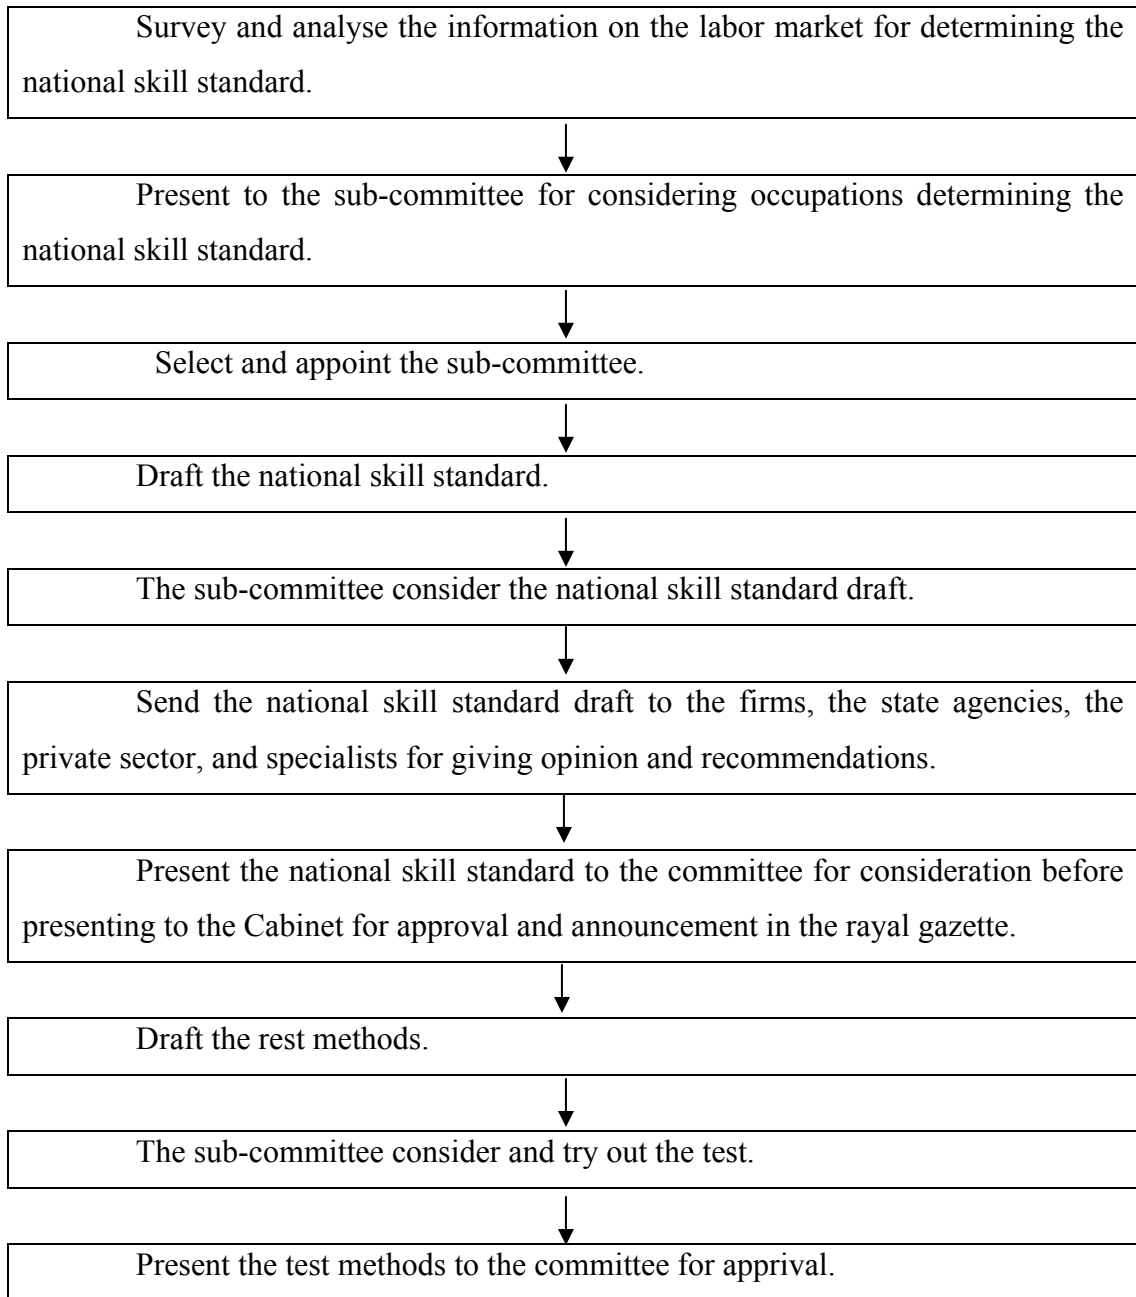 Survey and analyse the information on the labor market for determining the
national skill standard.
Present to the sub-committee for considering occupations determining the
national skill standard.
Select and appoint the sub-committee.
Draft the national skill standard.
The sub-committee consider the national skill standard draft.
Send the national skill standard draft to the firms, the state agencies, the
private sector, and specialists for giving opinion and recommendations.
Present the national skill standard to the committee for consideration before
presenting to the Cabinet for approval and announcement in the rayal gazette.
Draft the rest methods.
The sub-committee consider and try out the test.
Present the test methods to the committee for apprival.